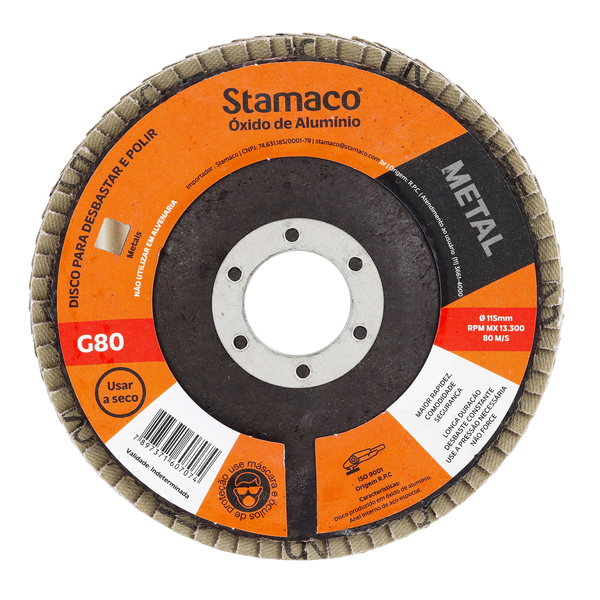 Stamaco®
Óxido de Alumínio
Importador : Stamaco | CNPJ: 74.631.185/0001-79 | stamaco@stamaco.com.br | Origem: R.P.C | Atendimento ao usuário (11) 3661-4000
DISCO PARA DESBASTAR E POLIR
Metais
NÃO UTILIZAR EM ALVENARIA
METAL
G80
Ø 115mm
RPM MX 13.300
80 M/S
Usar
a seco
MAIOR RAPIDEZ,
COMODIDADE
SEGURANÇA
LONGA DURAÇÃO
DESBASTE CONSTANTE
USE A PRESSÃO NECESSÁRIA
NÃO FORCE
Validade: Indeterminada
use máscara e óculos de proteção
ISO 9001
Origem R.P.C
Características:
Disco produzido em óxido de alumínio.
Anel interno de aço especial.